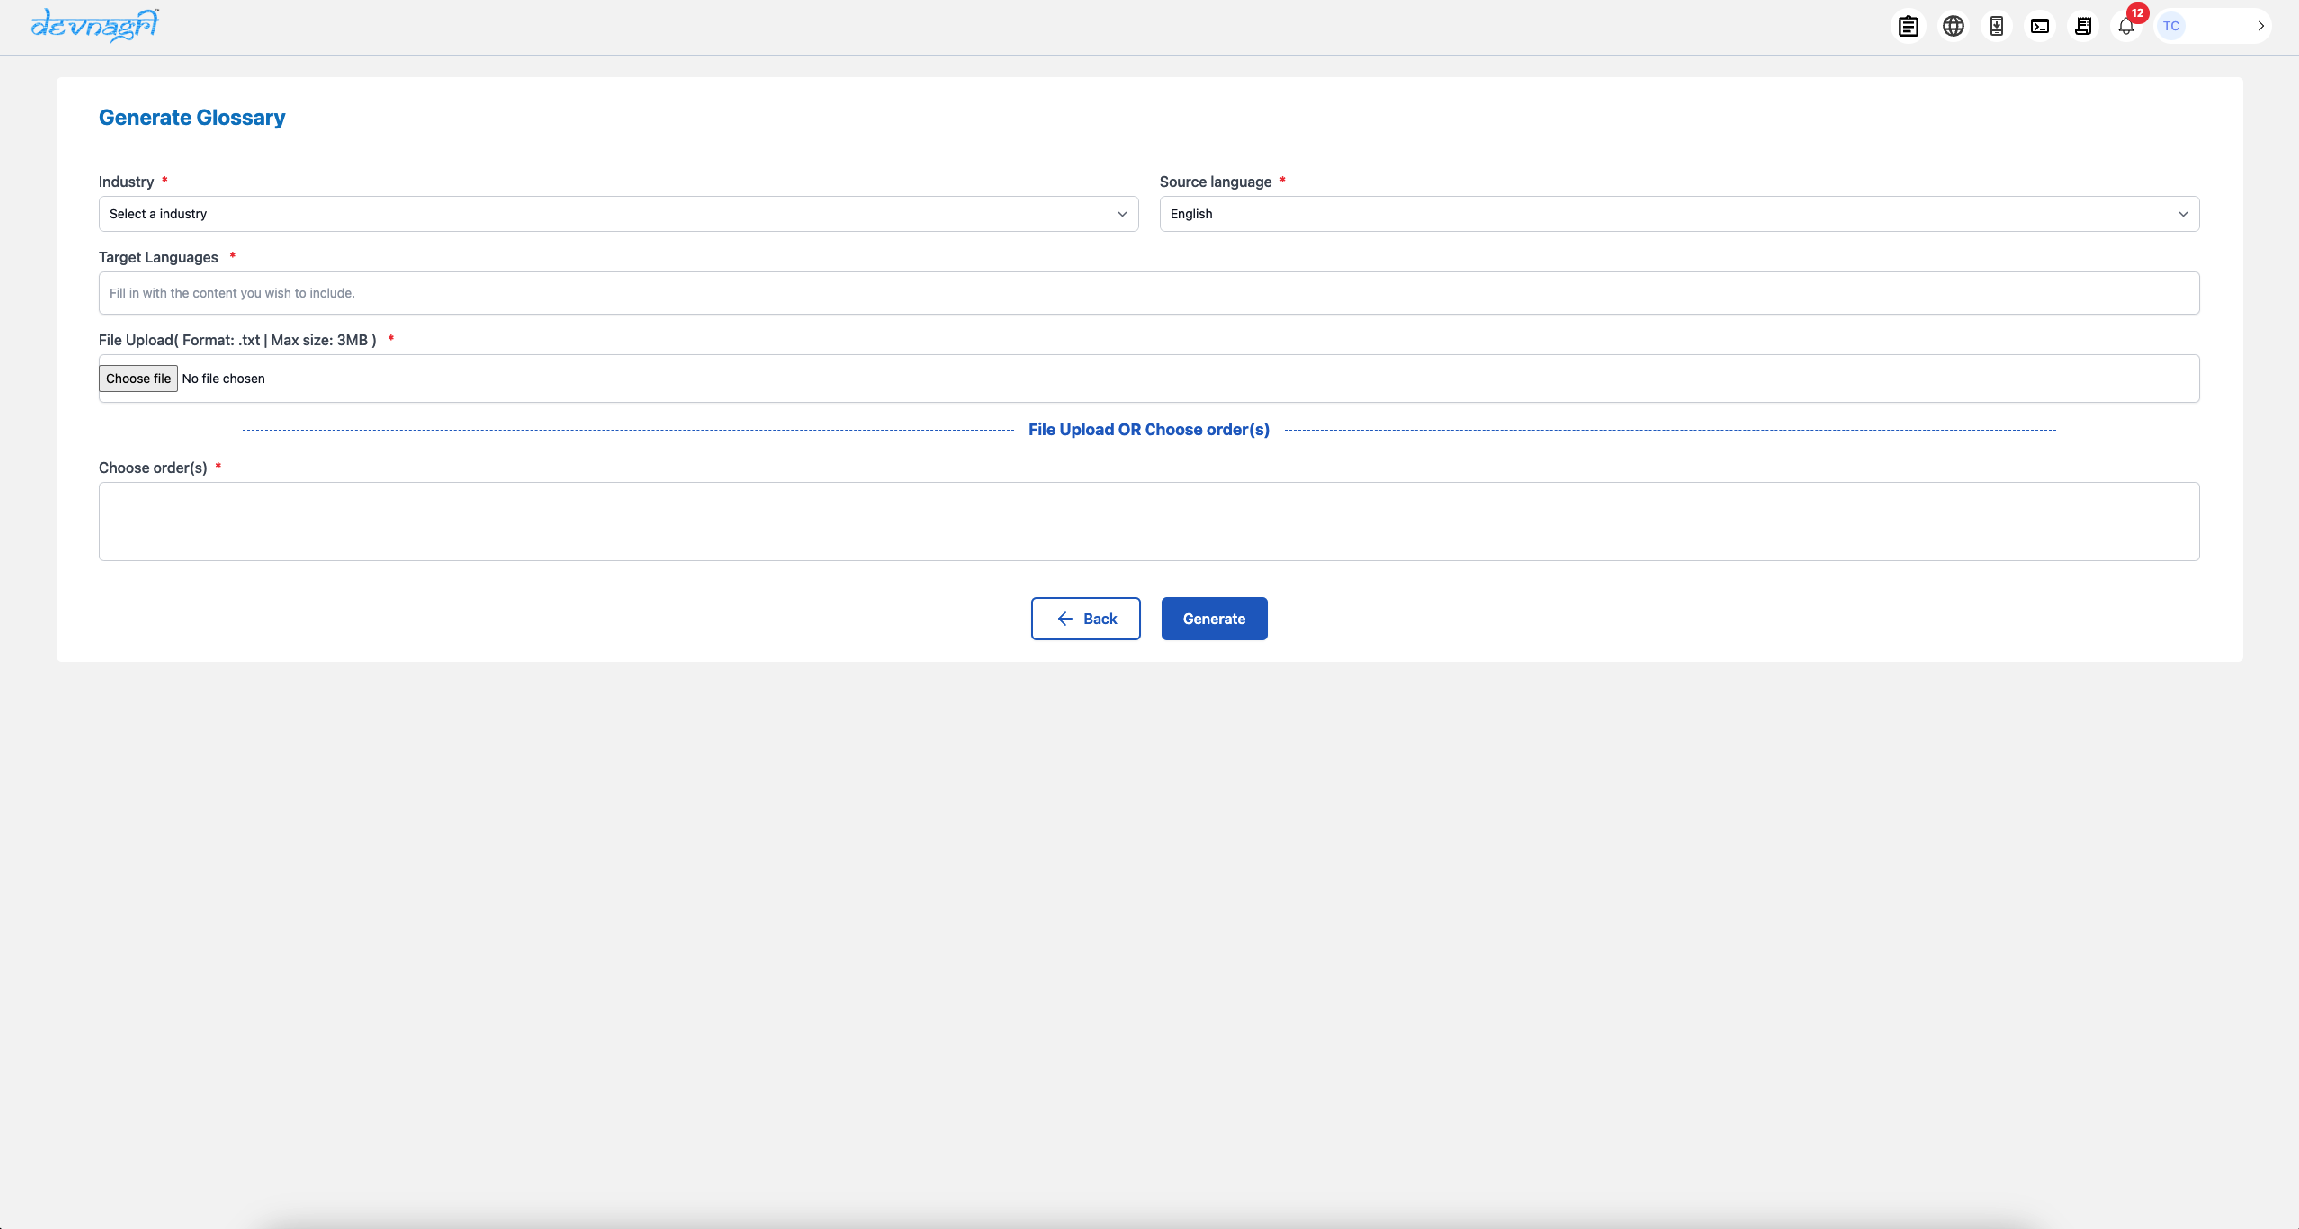 devnagri
12
TC
Generate Glossary
Industry *
Source language *
Select a industry
English
Target Languages *
Fill in with the content you wish to include.
File Upload( Format: .txt | Max size: 3MB ) *
Choose file No file chosen
File Upload OR Choose order(s)
Choose order(s) *
Back
Generate